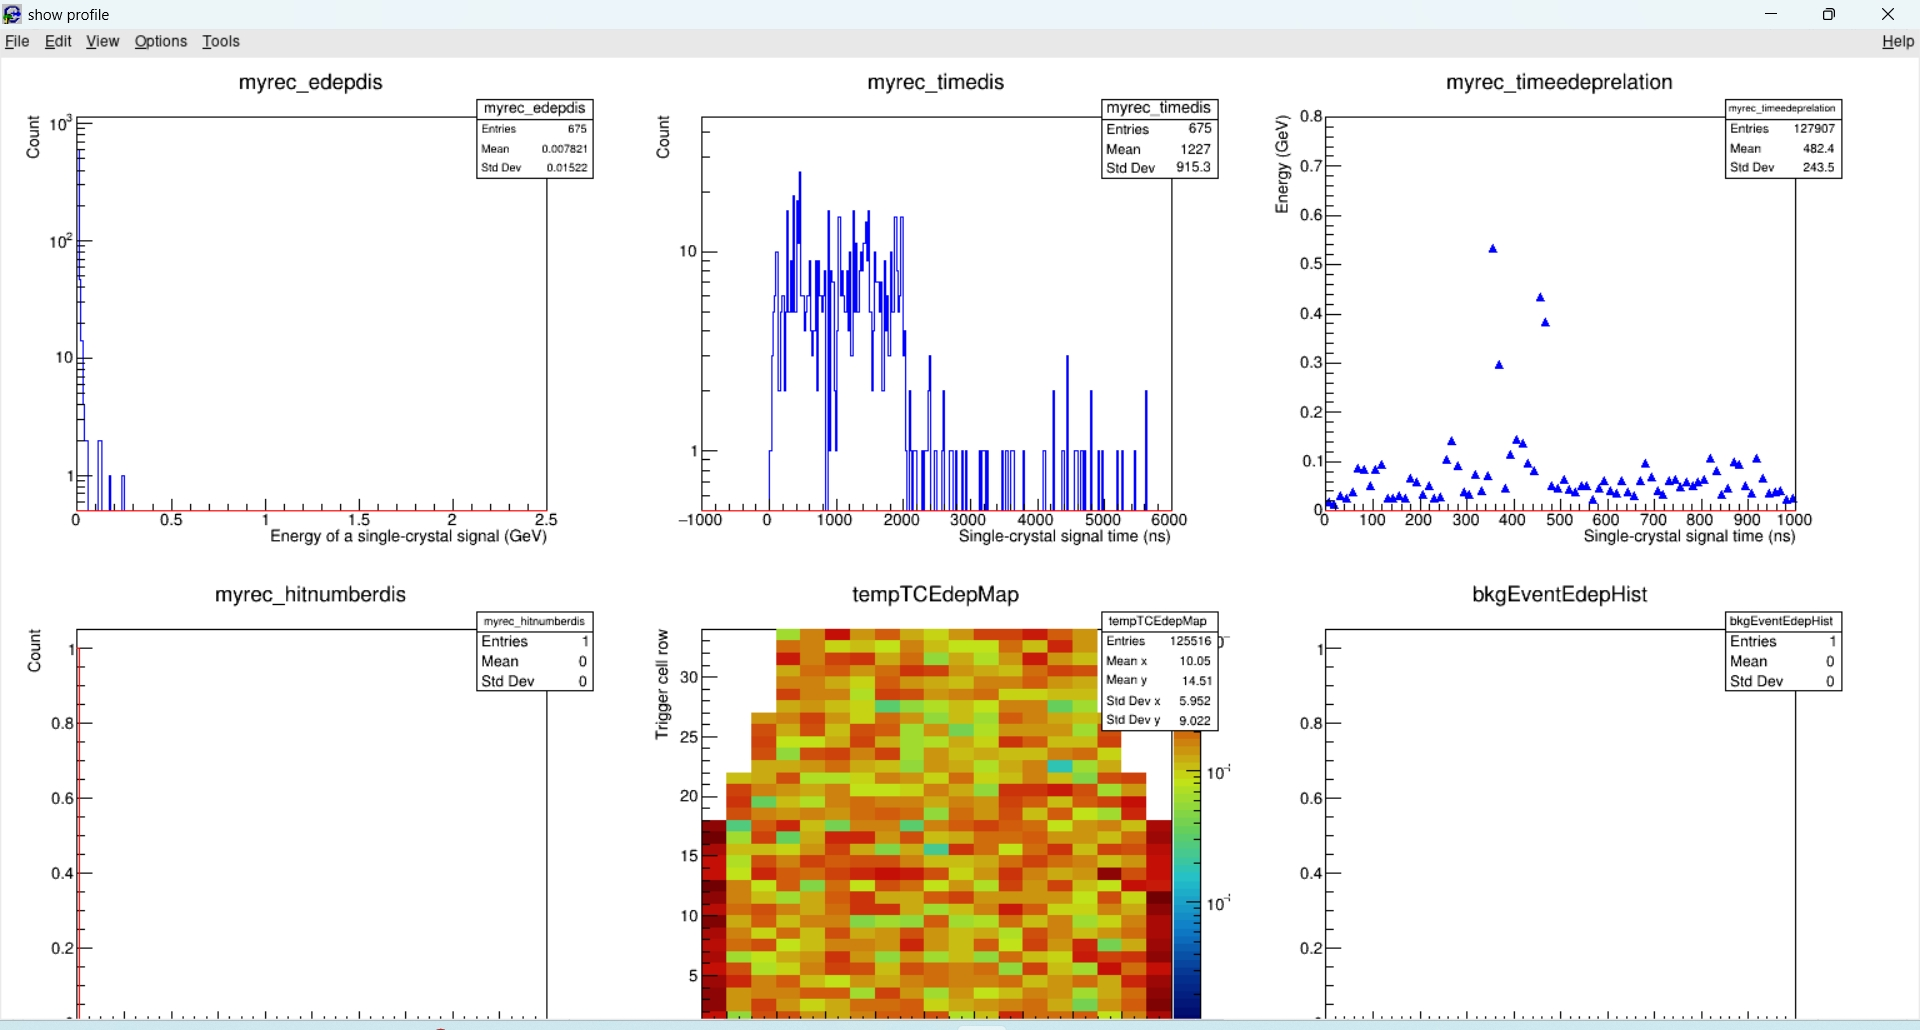 show profile
File Edit View Options Tools Help
myrec_edepdis
myrec_edepdis
Entries 675
Mean 0.007821
Std Dev 0.01522
Count
10³
10²
10
1
0 0.5 1 1.5 2 2.5
Energy of a single-crystal signal (GeV)
myrec_timedis
myrec_timedis
Entries 675
Mean 1227
Std Dev 915.3
Count
10
1
−1000 0 1000 2000 3000 4000 5000 6000
Single-crystal signal time (ns)
myrec_timeedeprelation
myrec_timeedeprelation
Entries 127907
Mean 482.4
Std Dev 243.5
Energy (GeV)
0.8
0.7
0.6
0.5
0.4
0.3
0.2
0.1
0
0 100 200 300 400 500 600 700 800 900 1000
Single-crystal signal time (ns)
myrec_hitnumberdis
myrec_hitnumberdis
Entries 1
Mean 0
Std Dev 0
Count
1
0.8
0.6
0.4
0.2
tempTCEdepMap
tempTCEdepMap
Entries 125516
Mean x 10.05
Mean y 14.51
Std Dev x 5.952
Std Dev y 9.022
Trigger cell row
30
25
20
15
10
5
bkgEventEdepHist
bkgEventEdepHist
Entries 1
Mean 0
Std Dev 0
1
0.8
0.6
0.4
0.2